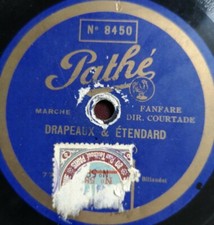 N° 8450
Pathé
MARCHE
FANFARE
DIR. COURTADE
DRAPEAUX & ÉTENDARD